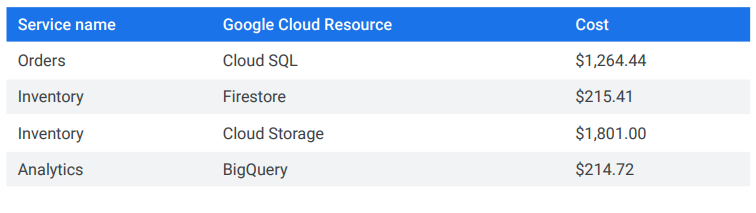 Service name Google Cloud Resource Cost
Orders Cloud SQL $1,264.44
Inventory Firestore $215.41
Inventory Cloud Storage $1,801.00
Analytics BigQuery $214.72